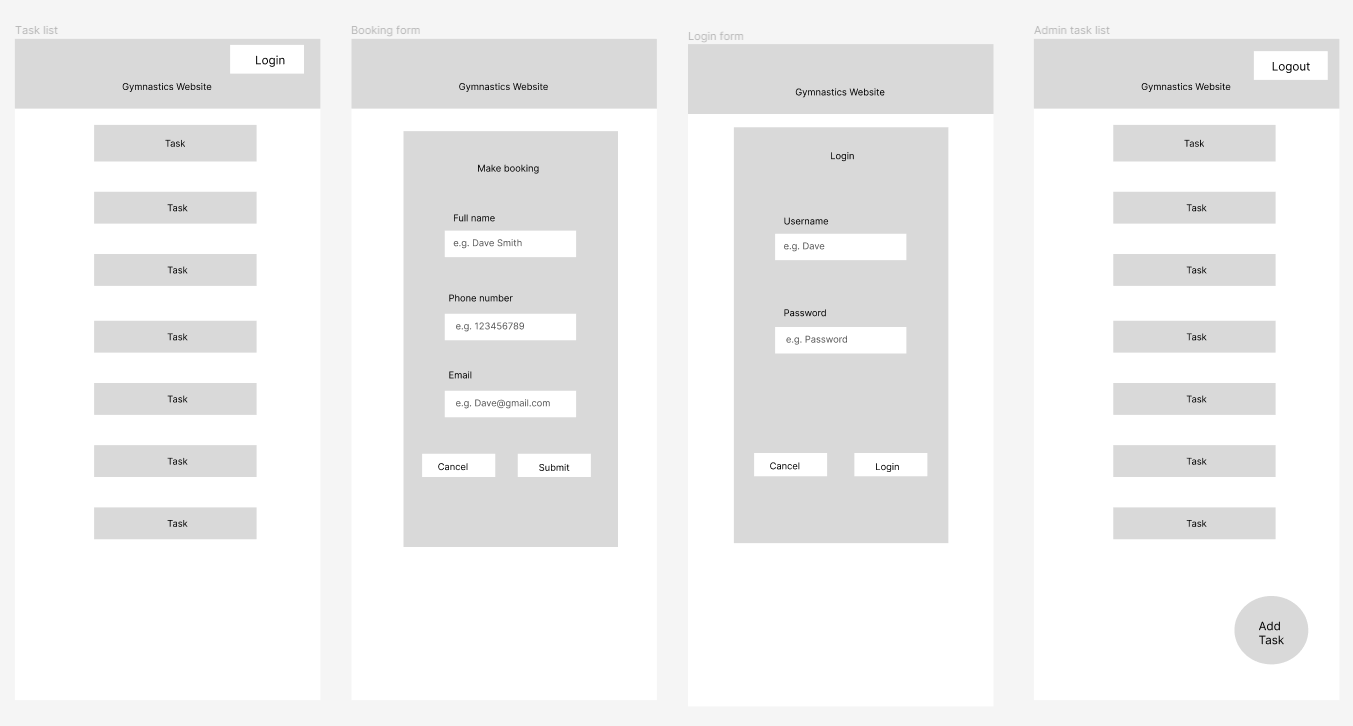 Task list
Login
Gymnastics Website
Task
Task
Task
Task
Task
Task
Task
Booking form
Gymnastics Website
Make booking
Full name
e.g. Dave Smith
Phone number
e.g. 123456789
Email
e.g. Dave@gmail.com
Cancel
Submit
Login form
Gymnastics Website
Login
Username
e.g. Dave
Password
e.g. Password
Cancel
Login
Admin task list
Logout
Gymnastics Website
Task
Task
Task
Task
Task
Task
Task
Add
Task